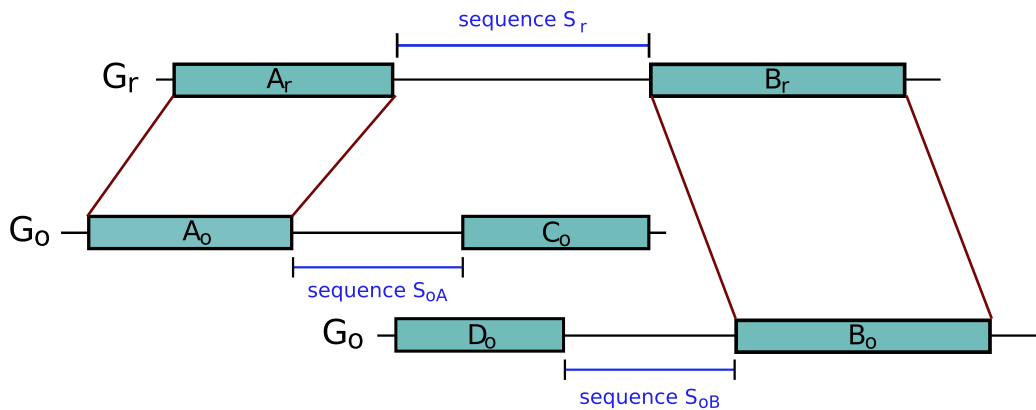 sequence Sr
Gr Ar Br
Go Ao Co
sequence SoA
Go Do Bo
sequence SoB